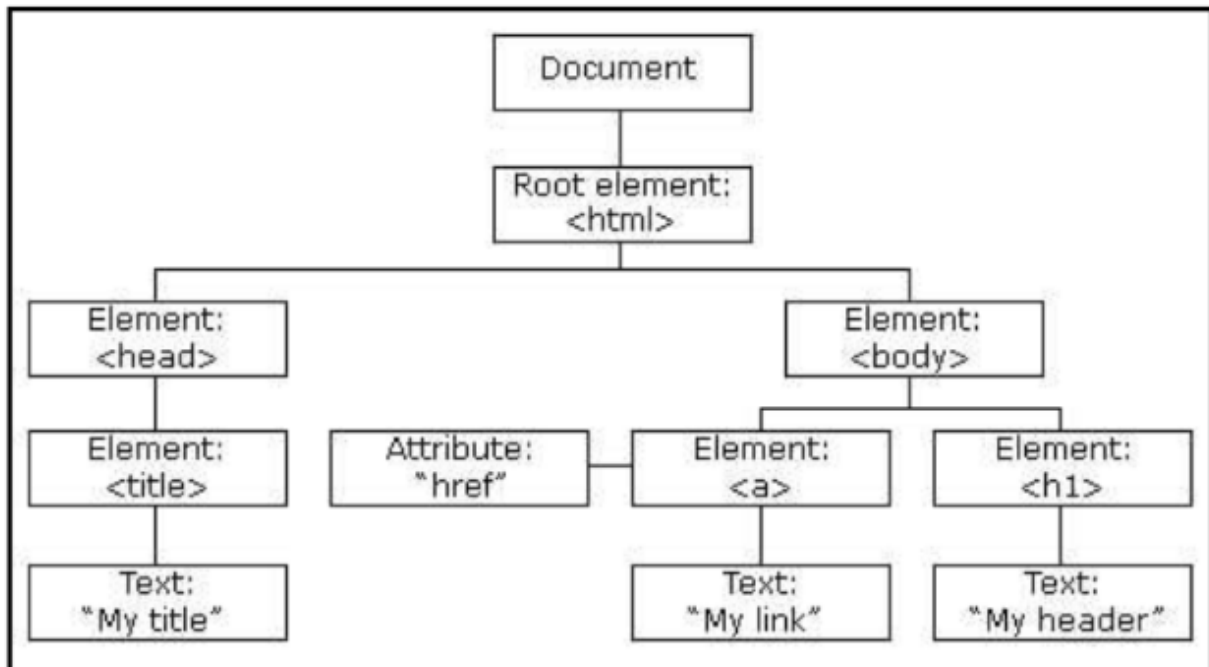 Document
Root element:
<html>
Element:
<head>
Element:
<body>
Element:
<title>
Attribute:
“href”
Element:
<a>
Element:
<h1>
Text:
“My title”
Text:
“My link”
Text:
“My header”